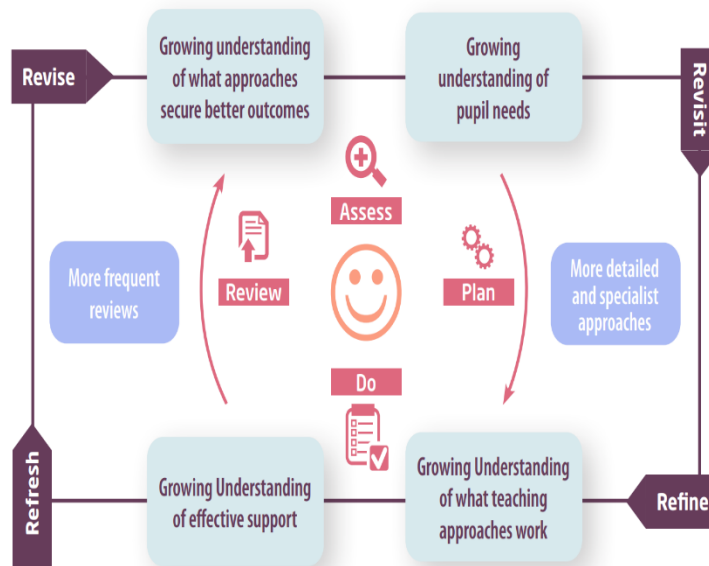 Revise
Growing understanding
of what approaches
secure better outcomes
Growing
understanding of
pupil needs
Revisit
Assess
More frequent
reviews
Review
Plan
More detailed
and specialist
approaches
Do
Refresh
Growing Understanding
of effective support
Growing Understanding
of what teaching
approaches work
Refine